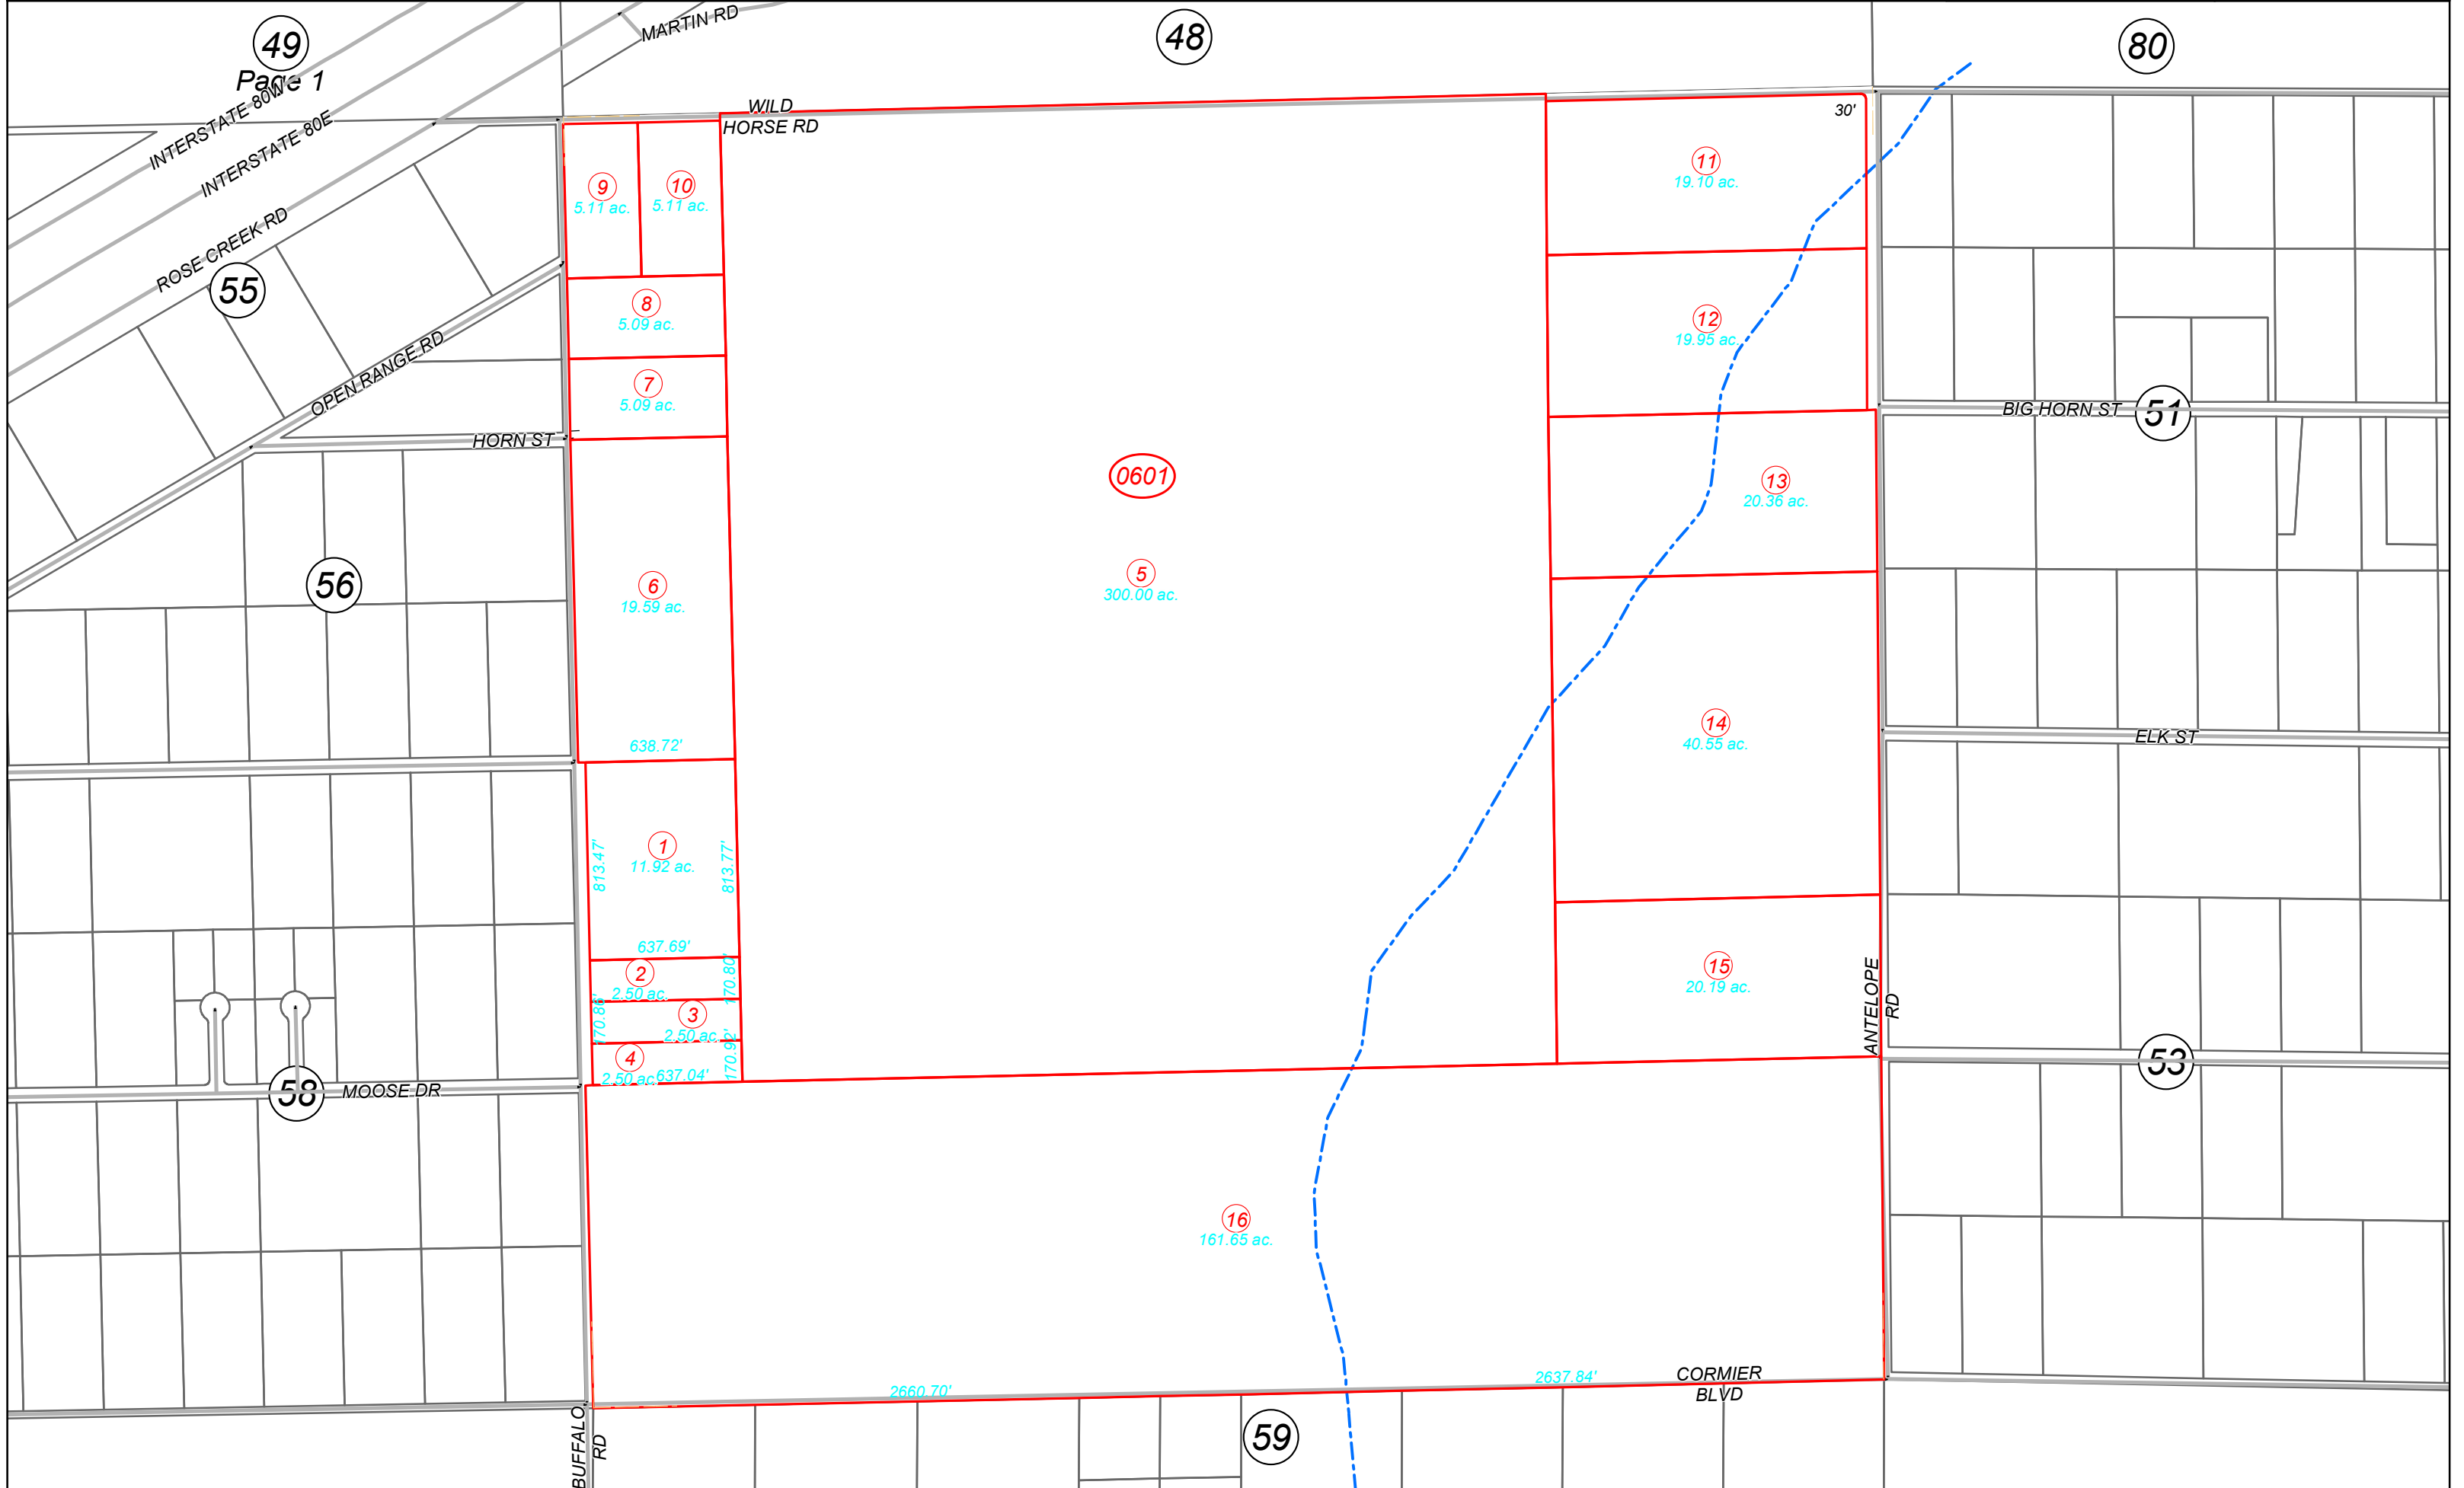 49
Page 1
48
80
MARTIN RD
INTERSTATE 80W
INTERSTATE 80E
ROSE CREEK RD
55
WILD
HORSE RD
30'
9
5.11 ac.
10
5.11 ac.
11
19.10 ac.
8
5.09 ac.
12
19.95 ac.
OPEN RANGE RD
7
5.09 ac.
HORN ST
BIG HORN ST
51
0601
13
20.36 ac.
56
6
19.59 ac.
5
300.00 ac.
638.72'
14
40.55 ac.
ELK ST
1
11.92 ac.
813.47'
813.77'
637.69'
2
2.50 ac.
170.80'
15
20.19 ac.
ANTELOPE
RD
3
2.50 ac.
170.86'
4
2.50 ac.
637.04'
170.92'
58
MOOSE DR
53
16
161.65 ac.
2660.70'
2637.84'
CORMIER
BLVD
BUFFALO
RD
59